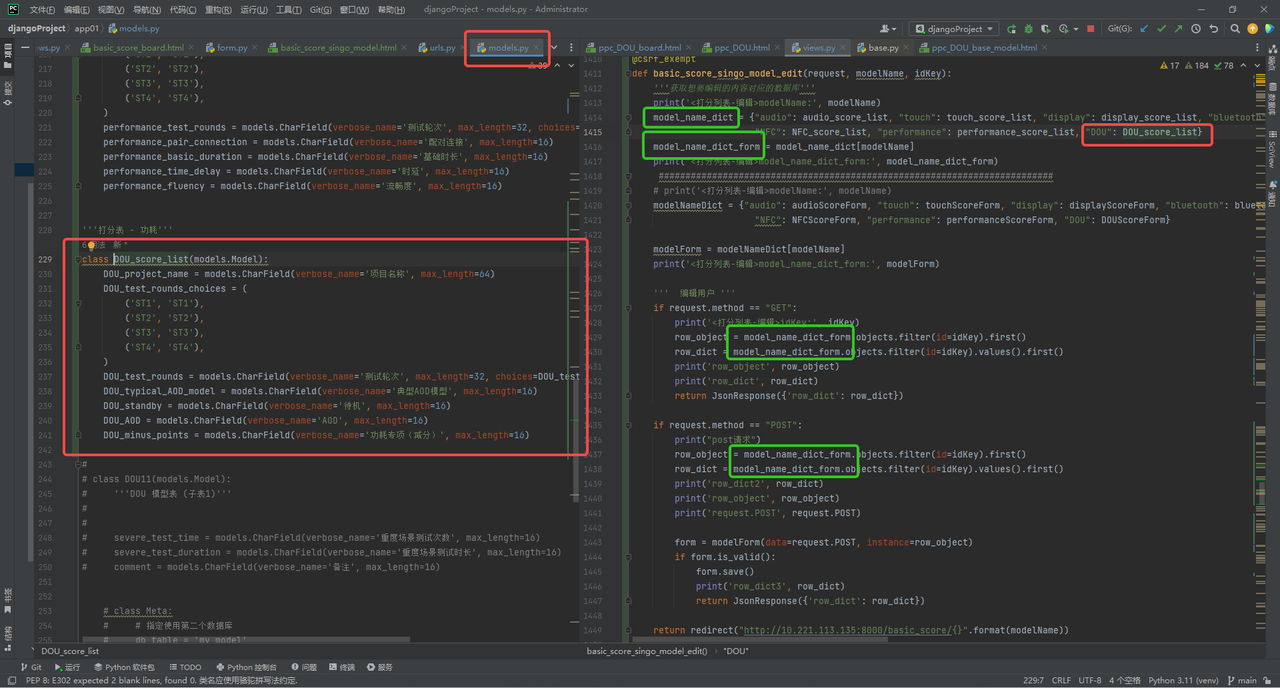 文件(F) 编辑(E) 视图(V) 导航(N) 代码(C) 重构(R) 运行(U) 工具(T) Git(G) 窗口(W) 帮助(H) djangoProject - models.py - Administrator
djangoProject app01 models.py
djangoProject Git(G):
ws.py basic_score_board.html form.py basic_score_singo_model.html urls.py models.py
ppc_DOU_board.html ppc_DOU.html views.py base.py ppc_DOU_base_model.html
217 ('ST2', 'ST2'),
218 ('ST3', 'ST3'),
219 ('ST4', 'ST4'),
220 )
221 performance_test_rounds = models.CharField(verbose_name='测试轮次', max_length=32, choices=
222 performance_pair_connection = models.CharField(verbose_name='配对连接', max_length=16)
223 performance_basic_duration = models.CharField(verbose_name='基础时长', max_length=16)
224 performance_time_delay = models.CharField(verbose_name='时延', max_length=16)
225 performance_fluency = models.CharField(verbose_name='流畅度', max_length=16)
226
227
228 '''打分表 - 功耗'''
新 *
229 class DOU_score_list(models.Model):
230 DOU_project_name = models.CharField(verbose_name='项目名称', max_length=64)
231 DOU_test_rounds_choices = (
232 ('ST1', 'ST1'),
233 ('ST2', 'ST2'),
234 ('ST3', 'ST3'),
235 ('ST4', 'ST4'),
236 )
237 DOU_test_rounds = models.CharField(verbose_name='测试轮次', max_length=32, choices=DOU_test
238 DOU_typical_AOD_model = models.CharField(verbose_name='典型AOD模型', max_length=16)
239 DOU_standby = models.CharField(verbose_name='待机', max_length=16)
240 DOU_AOD = models.CharField(verbose_name='AOD', max_length=16)
241 DOU_minus_points = models.CharField(verbose_name='功耗专项（减分）', max_length=16)
242
243 #
244 # class DOU11(models.Model):
245 # '''DOU 模型表 (子表1)'''
246 #
247 #
248 # severe_test_time = models.CharField(verbose_name='重度场景测试次数', max_length=16)
249 # severe_test_duration = models.CharField(verbose_name='重度场景测试时长', max_length=16)
250 # comment = models.CharField(verbose_name='备注', max_length=16)
251
252
253 # class Meta:
254 # # 指定使用第二个数据库
255 # db_table = 'my_model'
DOU_score_list
1410 @csrf_exempt
17 184 78
1411 def basic_score_singo_model_edit(request, modelName, idKey):
1412 '''获取想要编辑的内容对应的数据库'''
1413 print('<打分列表-编辑>modelName:', modelName)
1414 model_name_dict = {"audio": audio_score_list, "touch": touch_score_list, "display": display_score_list, "bluetooth
1415 "NFC": NFC_score_list, "performance": performance_score_list, "DOU": DOU_score_list}
1416 model_name_dict_form = model_name_dict[modelName]
1417 print('<打分列表-编辑>model_name_dict_form:', model_name_dict_form)
1418 ###########################################################################
1419 # print('<打分列表-编辑>modelName:', modelName)
1420 modelNameDict = {"audio": audioScoreForm, "touch": touchScoreForm, "display": displayScoreForm, "bluetooth": blue
1421 "NFC": NFCScoreForm, "performance": performanceScoreForm, "DOU": DOUScoreForm}
1422
1423 modelForm = modelNameDict[modelName]
1424 print('<打分列表-编辑>model_name_dict_form:', modelForm)
1425
1426 ''' 编辑用户 '''
1427 if request.method == "GET":
1428 print('<打分列表-编辑>idKey:', idKey)
1429 row_object = model_name_dict_form.objects.filter(id=idKey).first()
1430 row_dict = model_name_dict_form.objects.filter(id=idKey).values().first()
1431 print('row_object', row_object)
1432 print('row_dict', row_dict)
1433 return JsonResponse({'row_dict': row_dict})
1434
1435 if request.method == "POST":
1436 print("post请求")
1437 row_object = model_name_dict_form.objects.filter(id=idKey).first()
1438 row_dict = model_name_dict_form.objects.filter(id=idKey).values().first()
1439 print('row_dict2', row_dict)
1440 print('row_object', row_object)
1441 print('request.POST', request.POST)
1442
1443 form = modelForm(data=request.POST, instance=row_object)
1444 if form.is_valid():
1445 form.save()
1446 print('row_dict3', row_dict)
1447 return JsonResponse({'row_dict': row_dict})
1448
1449 return redirect("http://10.221.113.135:8000/basic_score/{}".format(modelName))
basic_score_singo_model_edit() "DOU"
Git 运行 Python 软件包 TODO Python 控制台 问题 终端 服务
PEP 8: E302 expected 2 blank lines, found 0. 类名应使用骆驼拼写法约定.
229:7 CRLF UTF-8 4 个空格 Python 3.11 (venv) main